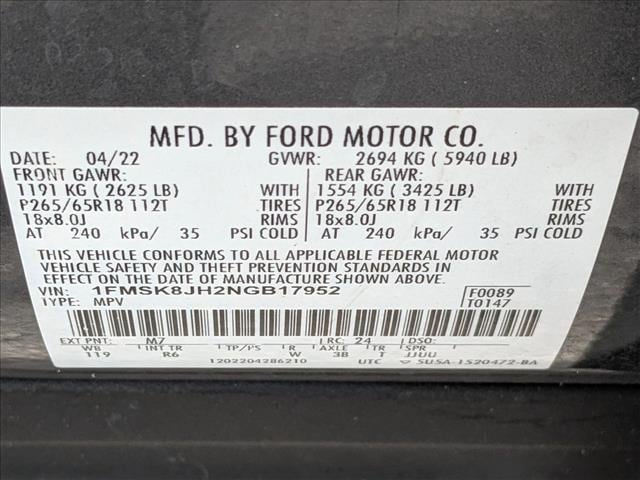 MFD. BY FORD MOTOR CO.
DATE: 04/22 GVWR: 2694 KG ( 5940 LB)
FRONT GAWR: REAR GAWR:
1191 KG ( 2625 LB) 1554 KG ( 3425 LB)
P265/65R18 112T TIRES P265/65R18 112T TIRES
18x8.0J RIMS 18x8.0J RIMS
AT 240 kPa/ 35 PSI COLD AT 240 kPa/ 35 PSI COLD
THIS VEHICLE CONFORMS TO ALL APPLICABLE FEDERAL MOTOR
VEHICLE SAFETY AND THEFT PREVENTION STANDARDS IN
EFFECT ON THE DATE OF MANUFACTURE SHOWN ABOVE.
VIN: 1FMSK8JH2NGB17952 F0089
TYPE: MPV T0147
EXT PNT: M7 RC: 24 DSO:
WB INT TR TP/PS R AXLE TR SPR
119 R6 W 3B T JJUU
1202204286210 UTC SUSA-1520472-BA